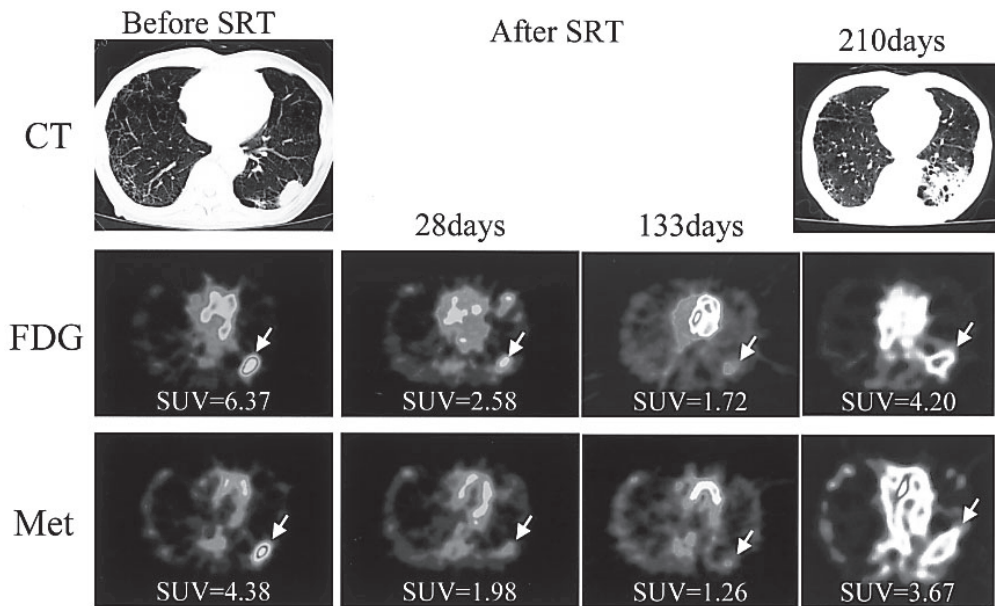 Before SRT
After SRT
210days
CT
28days
133days
FDG
SUV=6.37
SUV=2.58
SUV=1.72
SUV=4.20
Met
SUV=4.38
SUV=1.98
SUV=1.26
SUV=3.67